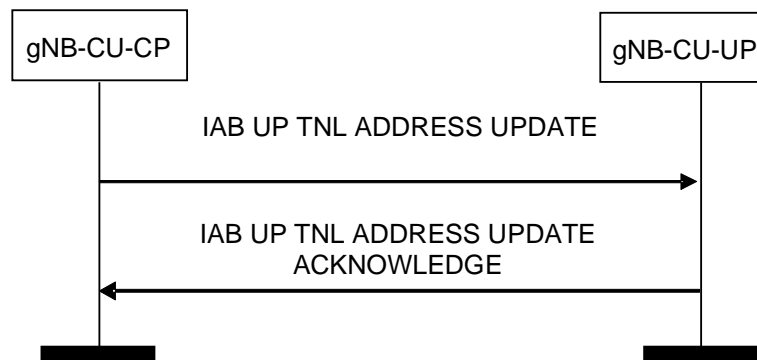 gNB-CU-CP
gNB-CU-UP
IAB UP TNL ADDRESS UPDATE
IAB UP TNL ADDRESS UPDATE
ACKNOWLEDGE